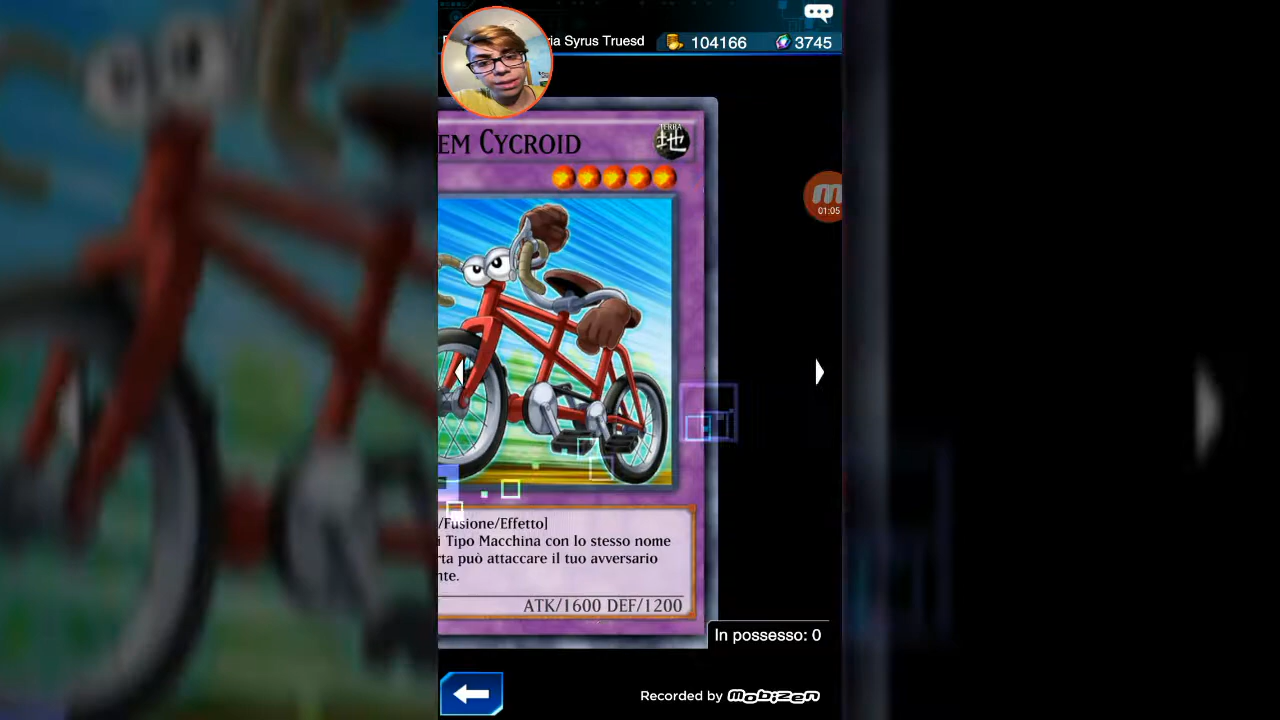 ria Syrus Truesd
104166
3745
EM CYCROID
TERRA
地
01:05
/Fusione/Effetto]
i Tipo Macchina con lo stesso nome
rta può attaccare il tuo avversario
nte.
ATK/1600 DEF/1200
In possesso: 0
Recorded by mobizen